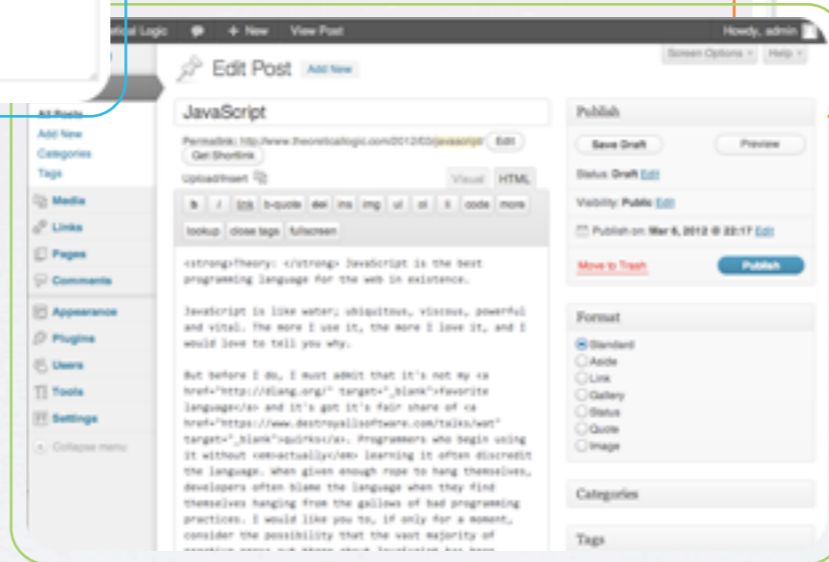 Logic + New View Post Howdy, admin
Screen Options Help
Edit Post Add New
JavaScript
Permalink: http://www.theoreticallogic.com/2012/03/javascript/ Edit
Get Shortlink
Upload/Insert Visual HTML
b i link b-quote del ins img ul ol li code more
lookup close tags fullscreen
<strong>Theory: </strong> JavaScript is the best
programming language for the web in existence.
JavaScript is like water; ubiquitous, viscous, powerful
and vital. The more I use it, the more I love it, and I
would love to tell you why.
But before I do, I must admit that it's not my <a
href="http://clang.org/" target="_blank">favorite
language</a> and it's got it's fair share of <a
href="https://www.destroyallsoftware.com/talks/wat"
target="_blank">quirks</a>. Programmers who begin using
it without <em>actually</em> learning it often discredit
the language. When given enough rope to hang themselves,
developers often blame the language when they find
themselves hanging from the gallows of bad programming
practices. I would like you to, if only for a moment,
consider the possibility that the vast majority of
All Posts
Add New
Categories
Tags
Media
Links
Pages
Comments
Appearance
Plugins
Users
Tools
Settings
Collapse menu
Publish
Save Draft Preview
Status: Draft Edit
Visibility: Public Edit
Publish on: Mar 6, 2012 @ 22:17 Edit
Move to Trash Publish
Format
Standard
Aside
Link
Gallery
Status
Quote
Image
Categories
Tags